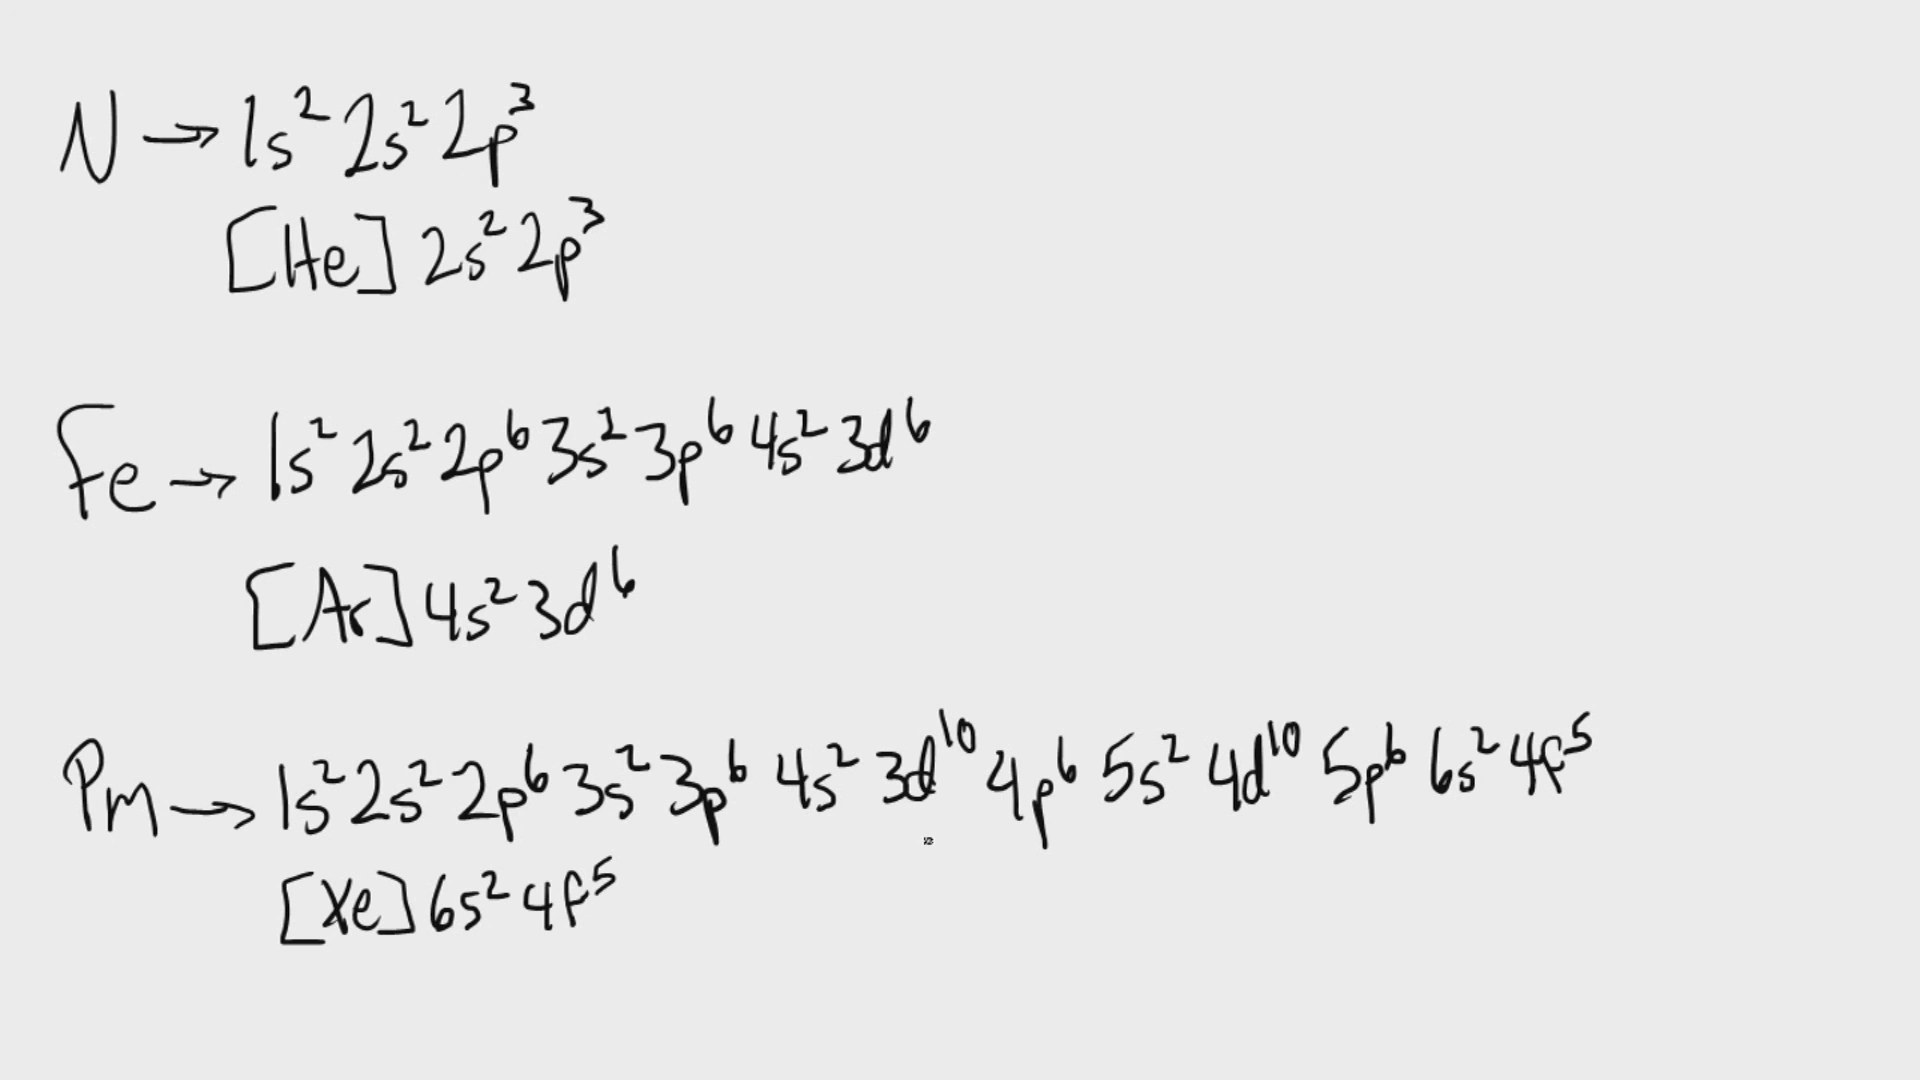 N → 1s² 2s² 2p³
[He] 2s² 2p³
Fe → 1s² 2s² 2p⁶ 3s² 3p⁶ 4s² 3d⁶
[Ar] 4s² 3d⁶
Pm → 1s² 2s² 2p⁶ 3s² 3p⁶ 4s² 3d¹⁰ 4p⁶ 5s² 4d¹⁰ 5p⁶ 6s² 4f⁵
[Xe] 6s² 4f⁵